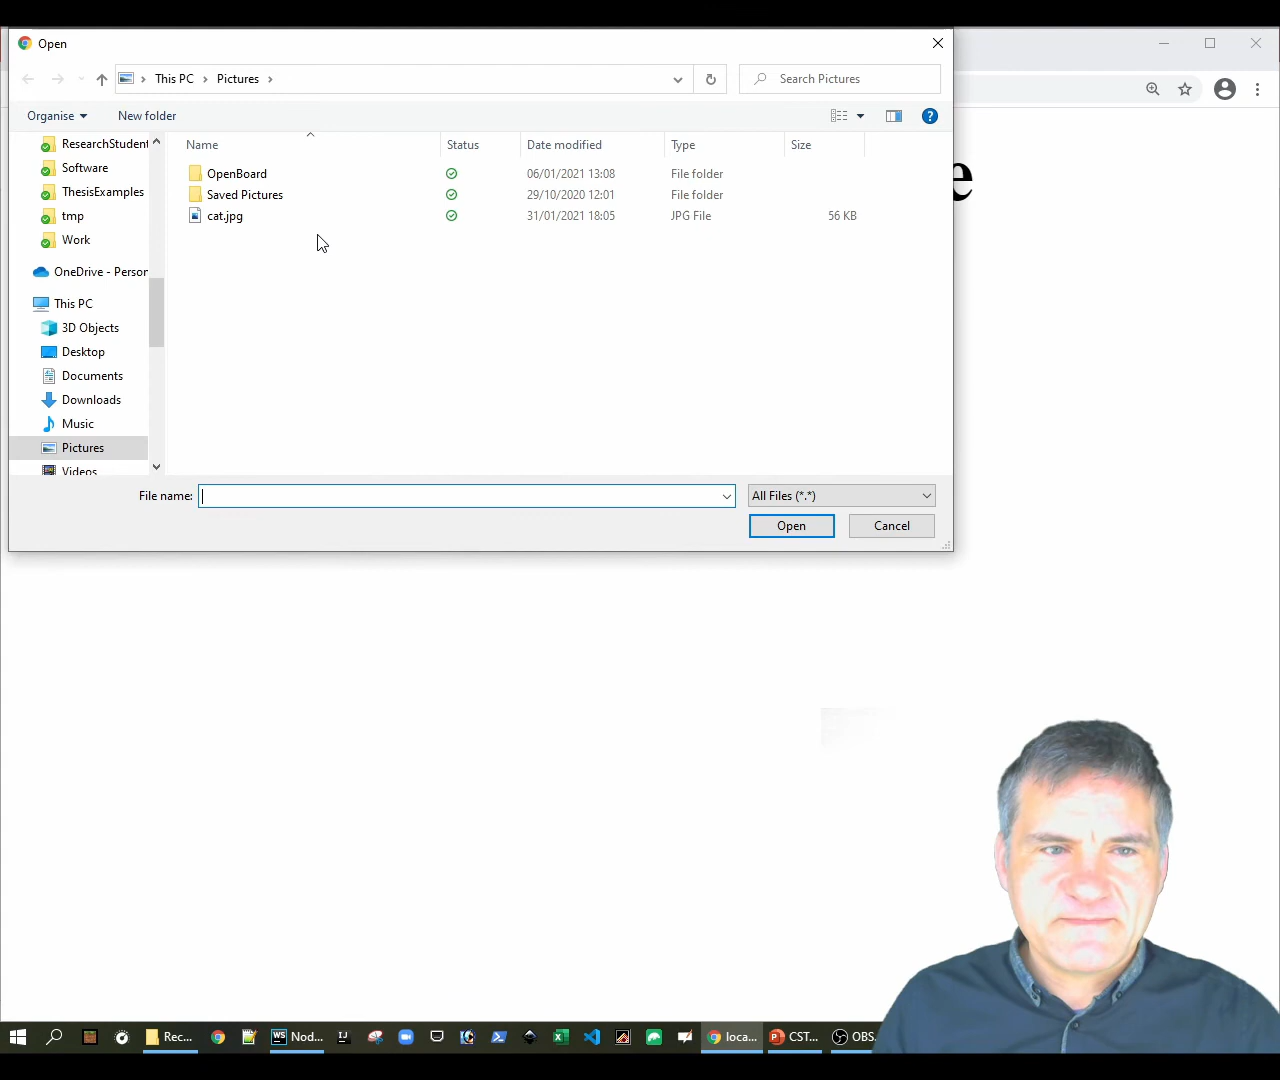 Open
This PC > Pictures >
Search Pictures
Organise
New folder
Name
Status
Date modified
Type
Size
OpenBoard 06/01/2021 13:08 File folder
Saved Pictures 29/10/2020 12:01 File folder
cat.jpg 31/01/2021 18:05 JPG File 56 KB
ResearchStudent
Software
ThesisExamples
tmp
Work
OneDrive - Person
This PC
3D Objects
Desktop
Documents
Downloads
Music
Pictures
Videos
e
File name:
All Files (*.*)
Open
Cancel
Rec...
WS
Nod...
IJ
loca...
CST...
OBS.